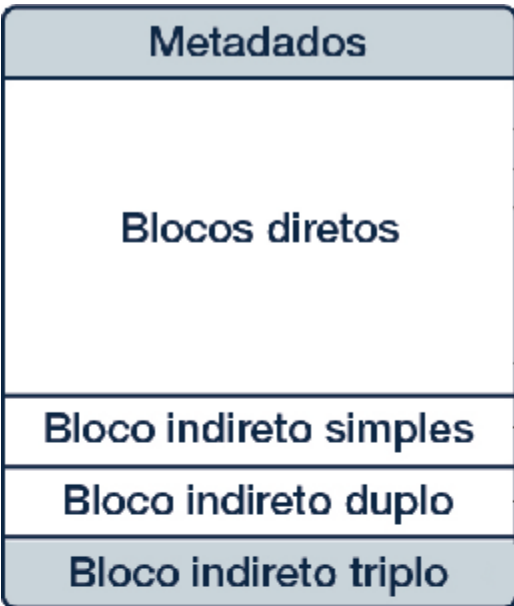 Metadados
Blocos diretos
Bloco indireto simples
Bloco indireto duplo
Bloco indireto triplo